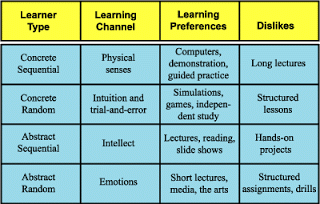 Learner Type
Learning Channel
Learning Preferences
Dislikes
Concrete Sequential
Physical senses
Computers, demonstration, guided practice
Long lectures
Concrete Random
Intuition and trial-and-error
Simulations, games, indepen-dent study
Structured lessons
Abstract Sequential
Intellect
Lectures, reading, slide shows
Hands-on projects
Abstract Random
Emotions
Short lectures, media, the arts
Structured assignments, drills